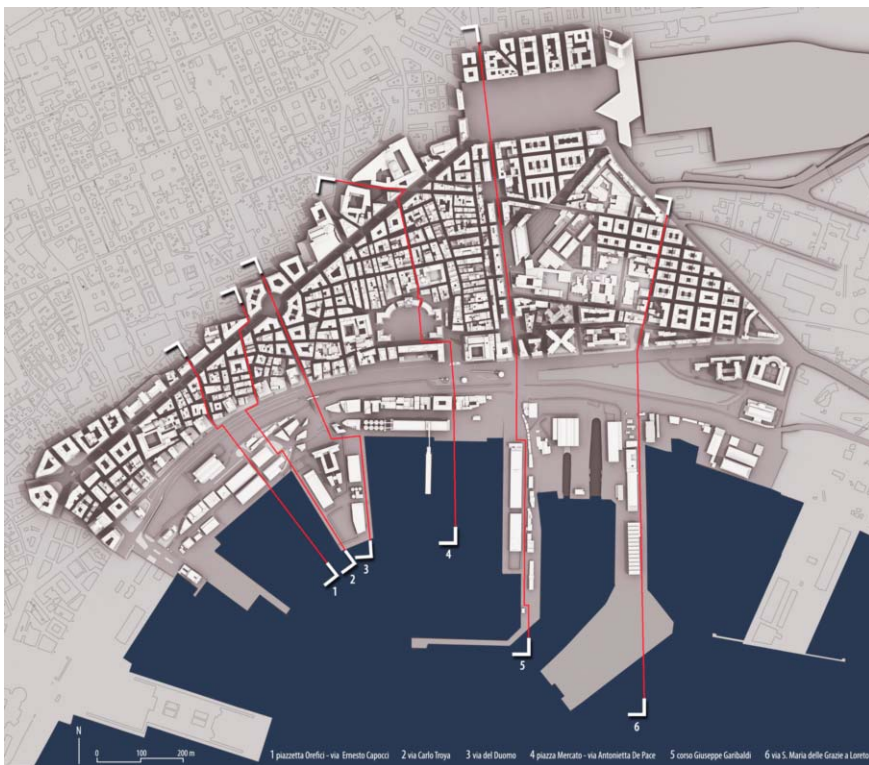 1
2
3
4
5
6
N
0 100 200 m
1 piazzetta Orefici - via Ernesto Capocci 2 via Carlo Troya 3 via del Duomo 4 piazza Mercato - via Antonietta De Pace 5 corso Giuseppe Garibaldi 6 via S. Maria delle Grazie a Loreto